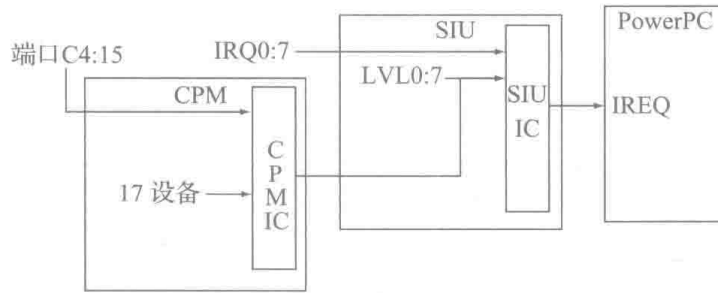 端口C4:15
CPM
17 设备
C
P
M
IC
IRQ0:7
LVL0:7
SIU
SIU
IC
PowerPC
IREQ